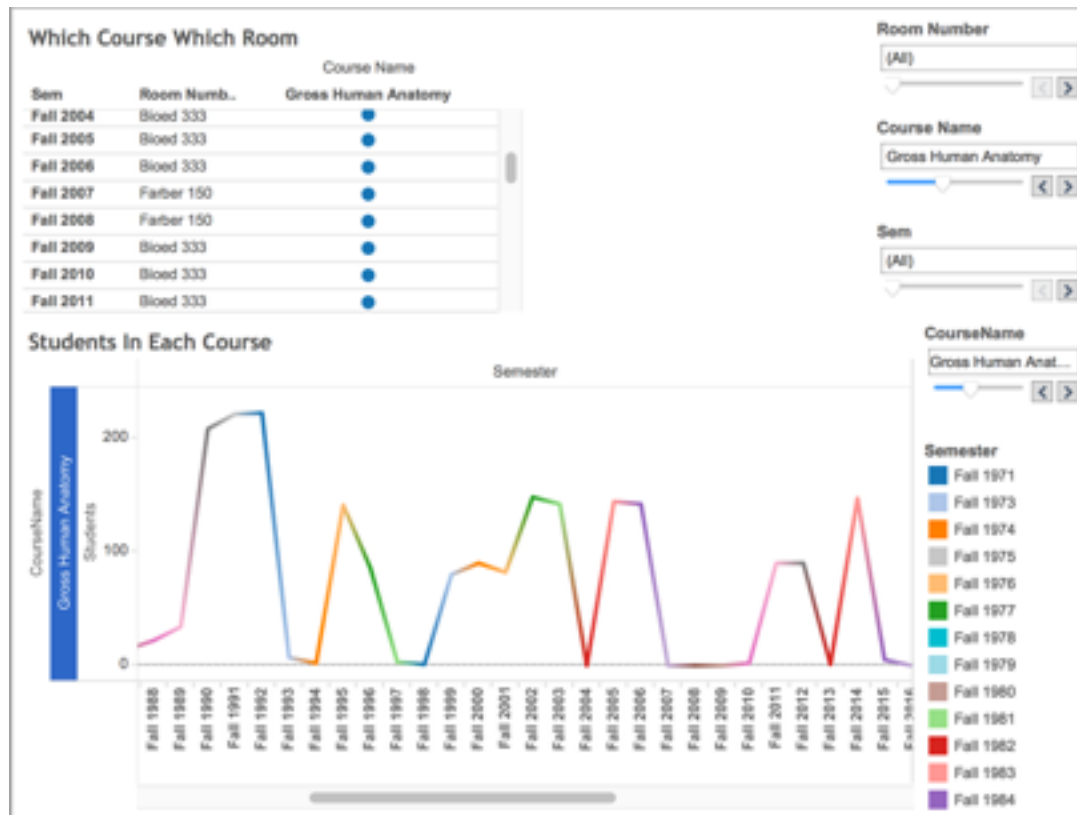 Which Course Which Room
Course Name
Sem Room Numb.. Gross Human Anatomy
Fall 2004 Bioed 333
Fall 2005 Bioed 333
Fall 2006 Bioed 333
Fall 2007 Farber 150
Fall 2008 Farber 150
Fall 2009 Bioed 333
Fall 2010 Bioed 333
Fall 2011 Bioed 333
Room Number
(All)
Course Name
Gross Human Anatomy
Sem
(All)
Students In Each Course
Semester
CourseName
Gross Human Anatomy
Students
200
100
0
Fall 1988
Fall 1989
Fall 1990
Fall 1991
Fall 1992
Fall 1993
Fall 1994
Fall 1995
Fall 1996
Fall 1997
Fall 1998
Fall 1999
Fall 2000
Fall 2001
Fall 2002
Fall 2003
Fall 2004
Fall 2005
Fall 2006
Fall 2007
Fall 2008
Fall 2009
Fall 2010
Fall 2011
Fall 2012
Fall 2013
Fall 2014
Fall 2015
Fall 2016
CourseName
Gross Human Anat...
Semester
Fall 1971
Fall 1973
Fall 1974
Fall 1975
Fall 1976
Fall 1977
Fall 1978
Fall 1979
Fall 1980
Fall 1981
Fall 1982
Fall 1983
Fall 1984